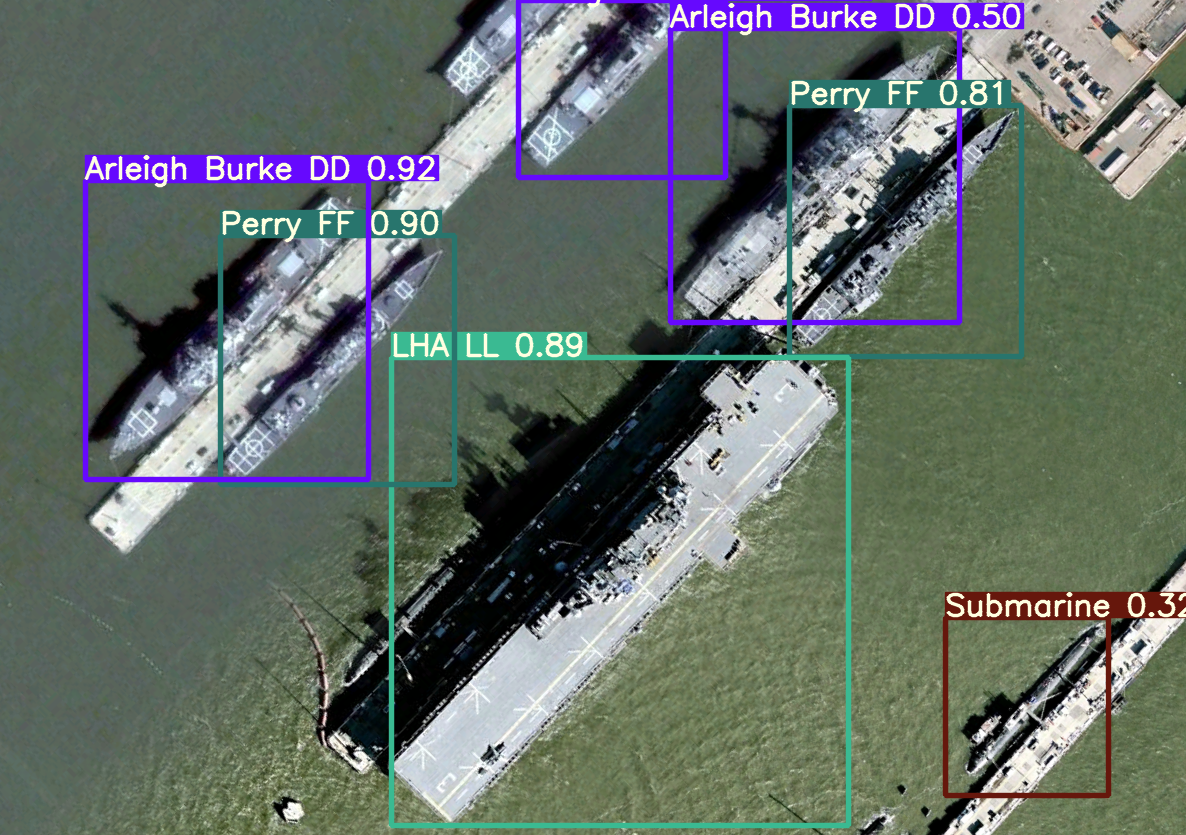 Arleigh Burke DD 0.50
Perry FF 0.81
Arleigh Burke DD 0.92
Perry FF 0.90
LHA LL 0.89
Submarine 0.32